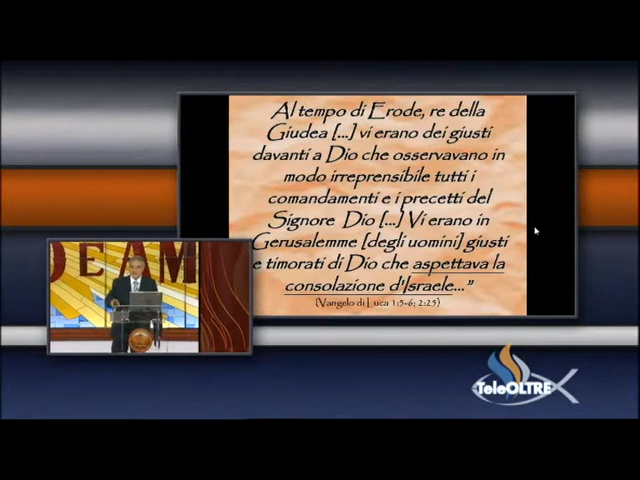 Al tempo di Erode, re della
Giudea [...] vi erano dei giusti
davanti a Dio che osservavano in
modo irreprensibile tutti i
comandamenti e i precetti del
Signore Dio [...] Vi erano in
Gerusalemme [degli uomini] giusti
e timorati di Dio che aspettava la
consolazione d'Israele..."
(Vangelo di Luca 1:5-6; 2:25)
DEAM
TeleOLTRE